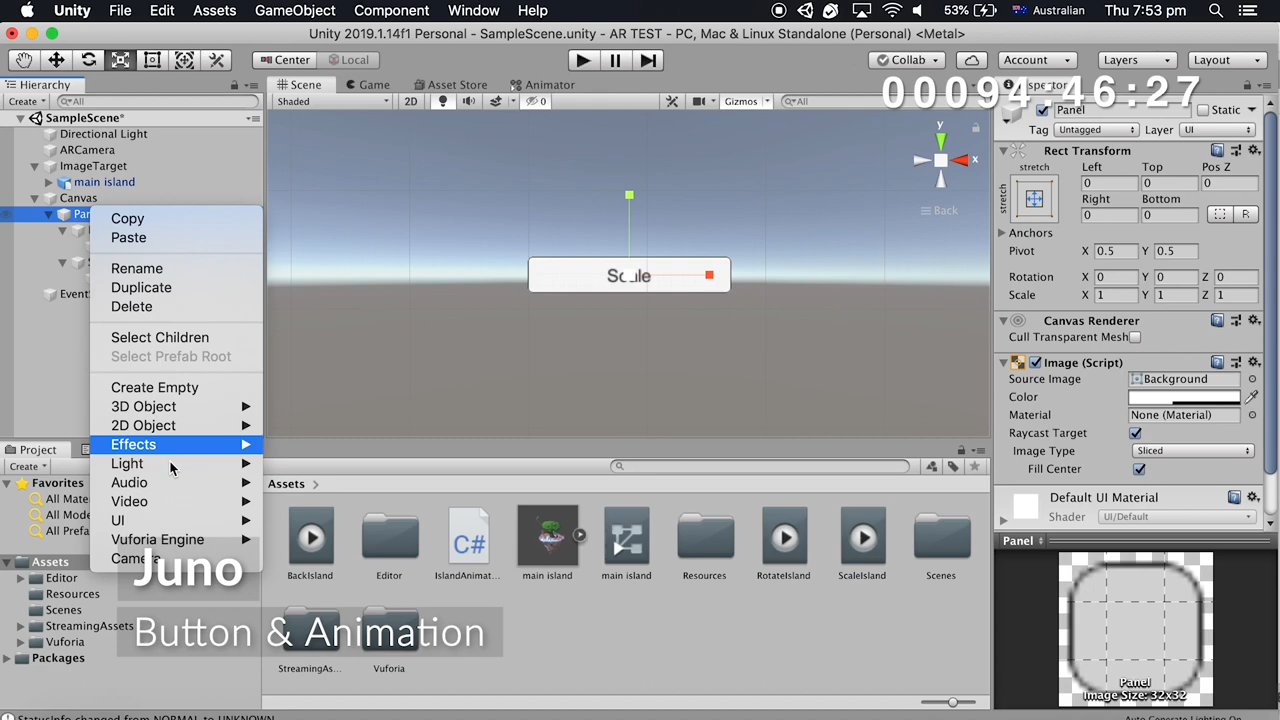 Unity File Edit Assets GameObject Component Window Help 53% Australian Thu 7:53 pm
Unity 2019.1.14f1 Personal - SampleScene.unity - AR TEST - PC, Mac & Linux Standalone (Personal) <Metal>
Center Local Collab Account Layers Layout
Hierarchy Scene Game Asset Store Animator
00094:46:27
Create All Shaded 2D 0 Gizmos All
Panel Static
Tag Untagged Layer UI
SampleScene*
Directional Light
ARCamera
ImageTarget
main island
Canvas
Copy
Paste
Rename
Duplicate
Delete
Select Children
Select Prefab Root
Create Empty
3D Object
2D Object
Effects
Light
Audio
Video
UI
Vuforia Engine
y
x
Back
Rect Transform
stretch Left Top Pos Z
stretch 0 0 0
Right Bottom
0 0 R
Anchors
Pivot X 0.5 Y 0.5
Rotation X 0 Y 0 Z 0
Scale X 1 Y 1 Z 1
Canvas Renderer
Cull Transparent Mesh
Image (Script)
Source Image Background
Color
Material None (Material)
Raycast Target
Image Type Sliced
Fill Center
Default UI Material
Shader UI/Default
Panel
Panel
Image Size: 32x32
Project
Create
Favorites
Assets
Editor
Resources
Scenes
StreamingAssets
Vuforia
Packages
Assets
BackIsland Editor IslandAnimat... main island main island Resources RotateIsland ScaleIsland Scenes
C#
StreamingAs... Vuforia
Juno
Button & Animation